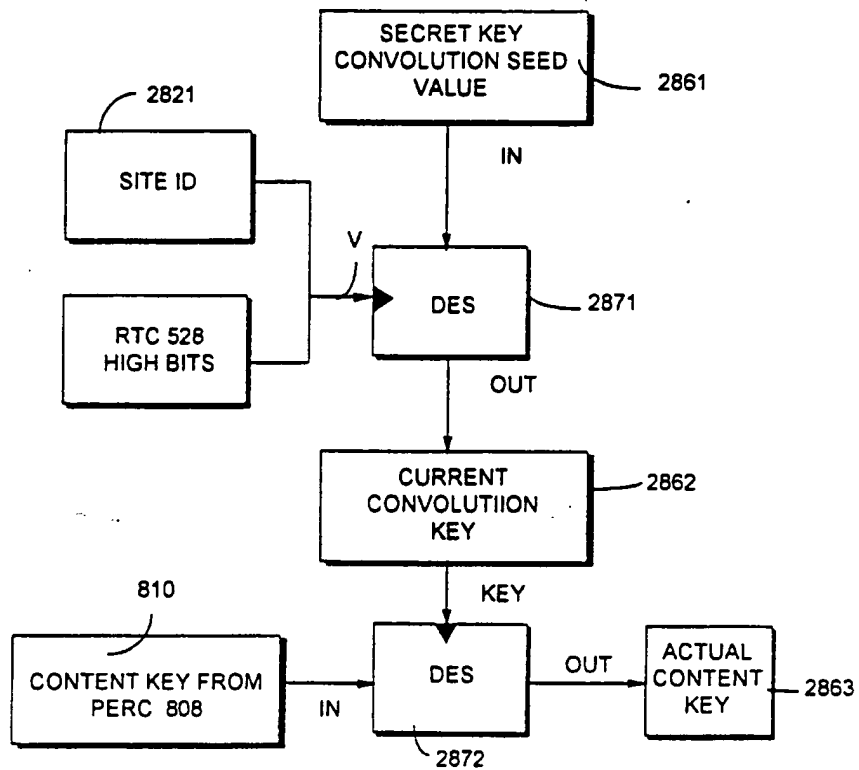 SECRET KEY
CONVOLUTION SEED
VALUE
2861
2821
IN
SITE ID
V
DES
2871
RTC 528
HIGH BITS
OUT
CURRENT
CONVOLUTIION
KEY
2862
810
KEY
CONTENT KEY FROM
PERC 808
IN
DES
OUT
ACTUAL
CONTENT
KEY
2863
2872